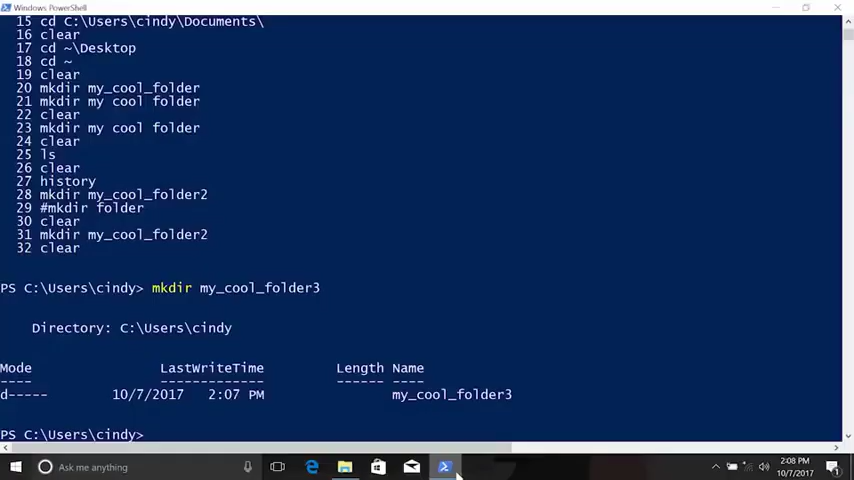 Windows PowerShell
15 cd C:\Users\cindy\Documents\
16 clear
17 cd ~\Desktop
18 cd ~
19 clear
20 mkdir my_cool_folder
21 mkdir my cool folder
22 clear
23 mkdir my cool folder
24 clear
25 ls
26 clear
27 history
28 mkdir my_cool_folder2
29 #mkdir folder
30 clear
31 mkdir my_cool_folder2
32 clear
PS C:\Users\cindy> mkdir my_cool_folder3
Directory: C:\Users\cindy
Mode LastWriteTime Length Name
---- ------------- ------ ----
d----- 10/7/2017 2:07 PM my_cool_folder3
PS C:\Users\cindy>
Ask me anything
2:08 PM
10/7/2017
1